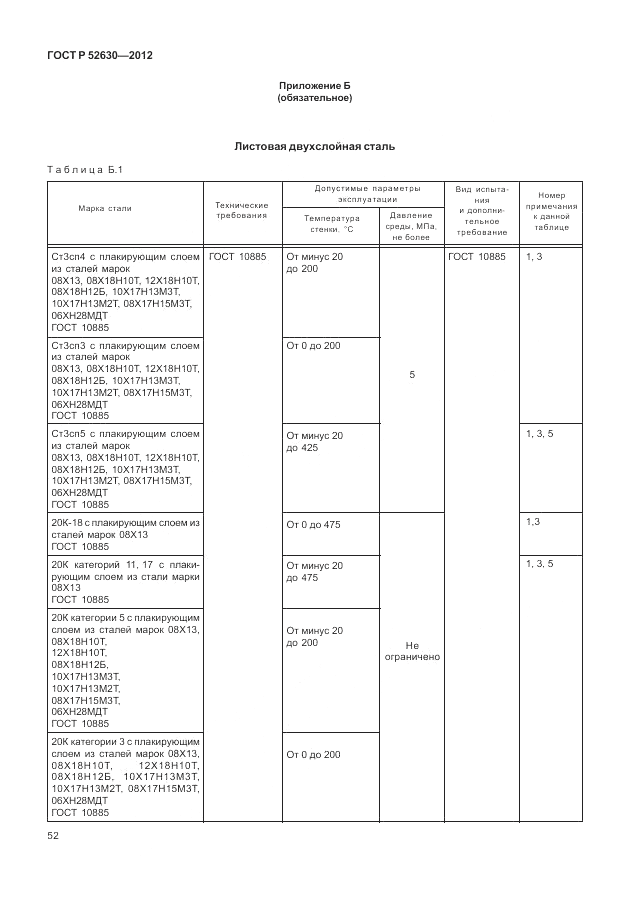 ГОСТ Р 52630—2012
Приложение Б
(обязательное)
Листовая двухслойная сталь
Таблица Б.1
Марка стали
Технические
требования
Допустимые параметры
эксплуатации
Температура
стенки, °С
Давление
среды, МПа,
не более
Вид испыта-
ния
и дополни-
тельное
требование
Номер
примечания
к данной
таблице
Ст3сп4 с плакирующим слоем
из сталей марок
08Х13, 08Х18Н10Т, 12Х18Н10Т,
08Х18Н12Б, 10Х17Н13М3Т,
10Х17Н13М2Т, 08Х17Н15М3Т,
06ХН28МДТ
ГОСТ 10885
ГОСТ 10885
От минус 20
до 200
5
ГОСТ 10885
1, 3
Ст3сп3 с плакирующим слоем
из сталей марок
08Х13, 08Х18Н10Т, 12Х18Н10Т,
08Х18Н12Б, 10Х17Н13М3Т,
10Х17Н13М2Т, 08Х17Н15М3Т,
06ХН28МДТ
ГОСТ 10885
От 0 до 200
Ст3сп5 с плакирующим слоем
из сталей марок
08Х13, 08Х18Н10Т, 12Х18Н10Т,
08Х18Н12Б, 10Х17Н13М3Т,
10Х17Н13М2Т, 08Х17Н15М3Т,
06ХН28МДТ
ГОСТ 10885
От минус 20
до 425
1, 3, 5
20К-18 с плакирующим слоем из
сталей марок 08Х13
ГОСТ 10885
От 0 до 475
Не
ограничено
1,3
20К категорий 11, 17 с плаки-
рующим слоем из стали марки
08Х13
ГОСТ 10885
От минус 20
до 475
1, 3, 5
20К категории 5 с плакирующим
слоем из сталей марок 08Х13,
08Х18Н10Т,
12Х18Н10Т,
08Х18Н12Б,
10Х17Н13М3Т,
10Х17Н13М2Т,
08Х17Н15М3Т,
06ХН28МДТ
ГОСТ 10885
От минус 20
до 200
20К категории 3 с плакирующим
слоем из сталей марок 08Х13,
08Х18Н10Т, 12Х18Н10Т,
08Х18Н12Б, 10Х17Н13М3Т,
10Х17Н13М2Т, 08Х17Н15М3Т,
06ХН28МДТ
ГОСТ 10885
От 0 до 200
52